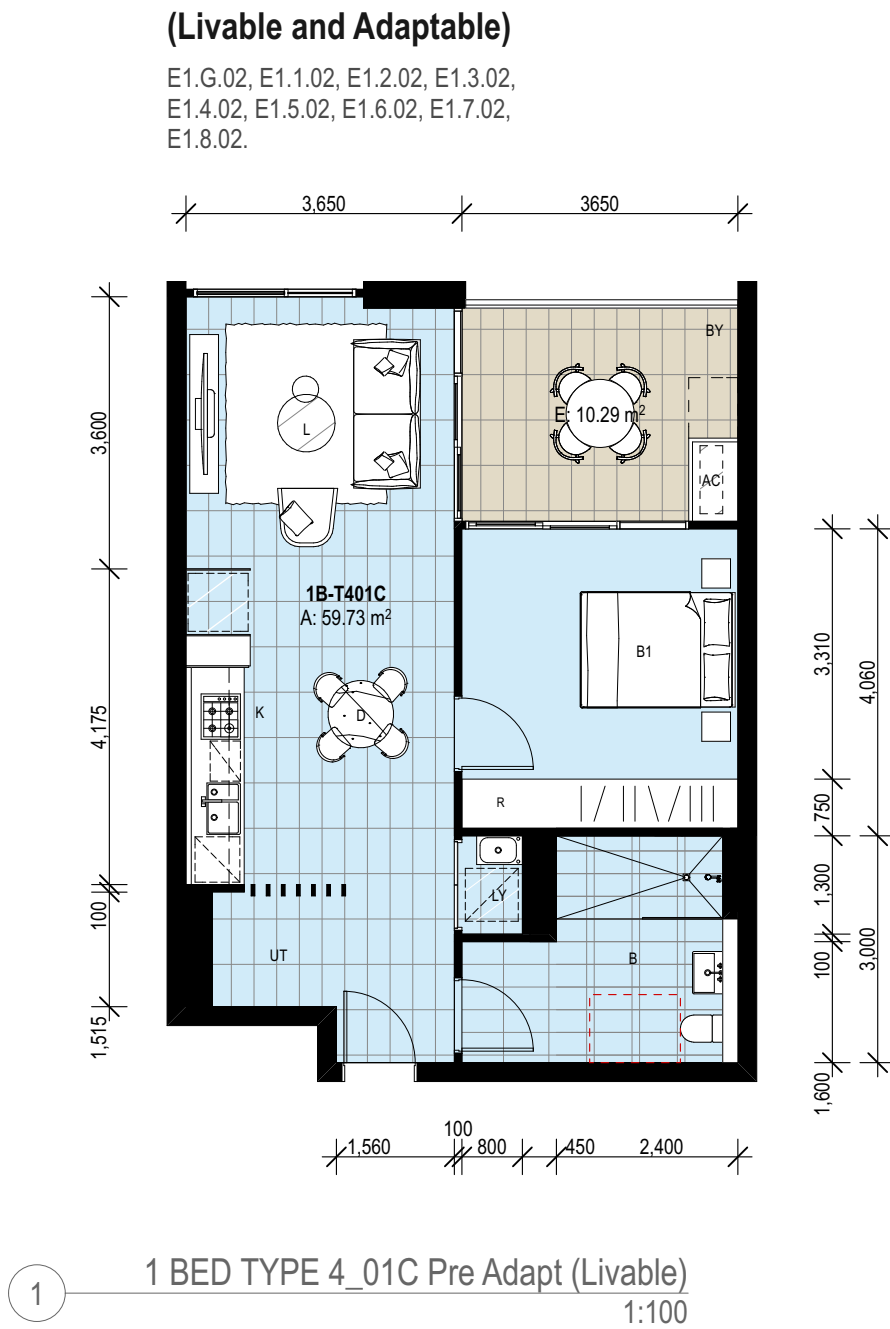 (Livable and Adaptable)
E1.G.02, E1.1.02, E1.2.02, E1.3.02,
E1.4.02, E1.5.02, E1.6.02, E1.7.02,
E1.8.02.
3,650
3650
BY
E: 10.29 m²
3,600
L
AC
1B-T401C
A: 59.73 m²
B1
3,310
4,060
4,175
K
D
R
750
LY
1,300
100
UT
B
100
3,000
1,515
1,600
100
1,560
800
450
2,400
1 BED TYPE 4_01C Pre Adapt (Livable)
1
1:100